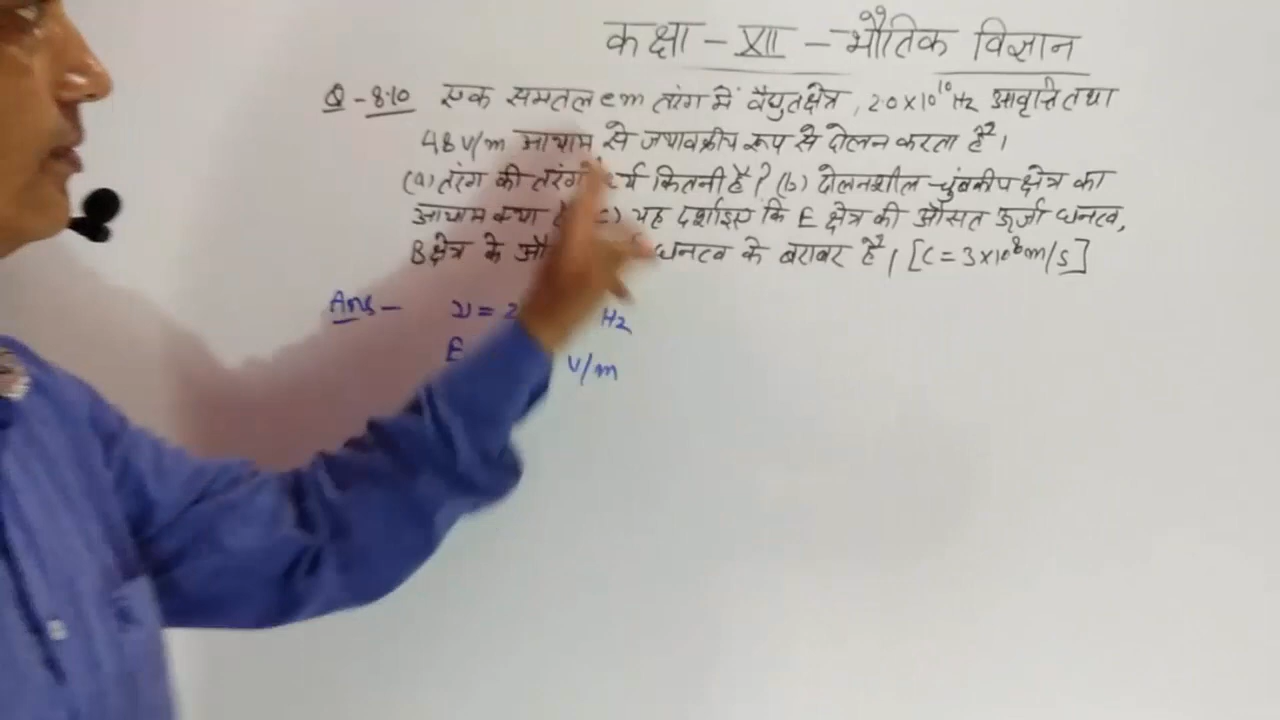 कक्षा - XII - भौतिक विज्ञान
Q - 8.10 एक समतल em तरंग में वैद्युतक्षेत्र, 2.0×10¹⁰ Hz आवृत्ति तथा
48 V/m आयाम से ज्यावक्रीय रूप से दोलन करता है।
(a) तरंग की कितनी है? (b) दोलनशील चुंबकीय क्षेत्र का
आयाम क्या यह दर्शाइए कि E क्षेत्र की औसत ऊर्जा घनत्व,
B क्षेत्र के घनत्व के बराबर है। [C = 3×10⁸ m/s]
Ans - ν = Hz
E V/m